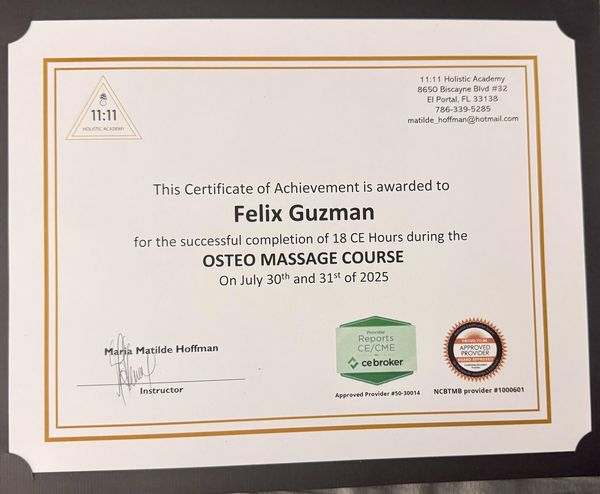 11:11
HOLISTIC ACADEMY
11:11 Holistic Academy
8650 Biscayne Blvd #32
El Portal, FL 33138
786-339-5285
matilde_hoffman@hotmail.com
This Certificate of Achievement is awarded to
Felix Guzman
for the successful completion of 18 CE Hours during the
OSTEO MASSAGE COURSE
On July 30th and 31st of 2025
Maria Matilde Hoffman
Instructor
Provider
Reports
CE/CME
ce broker
Approved Provider #50-30014
PROUD TO BE
APPROVED
PROVIDER
NCBTMB provider #1000601